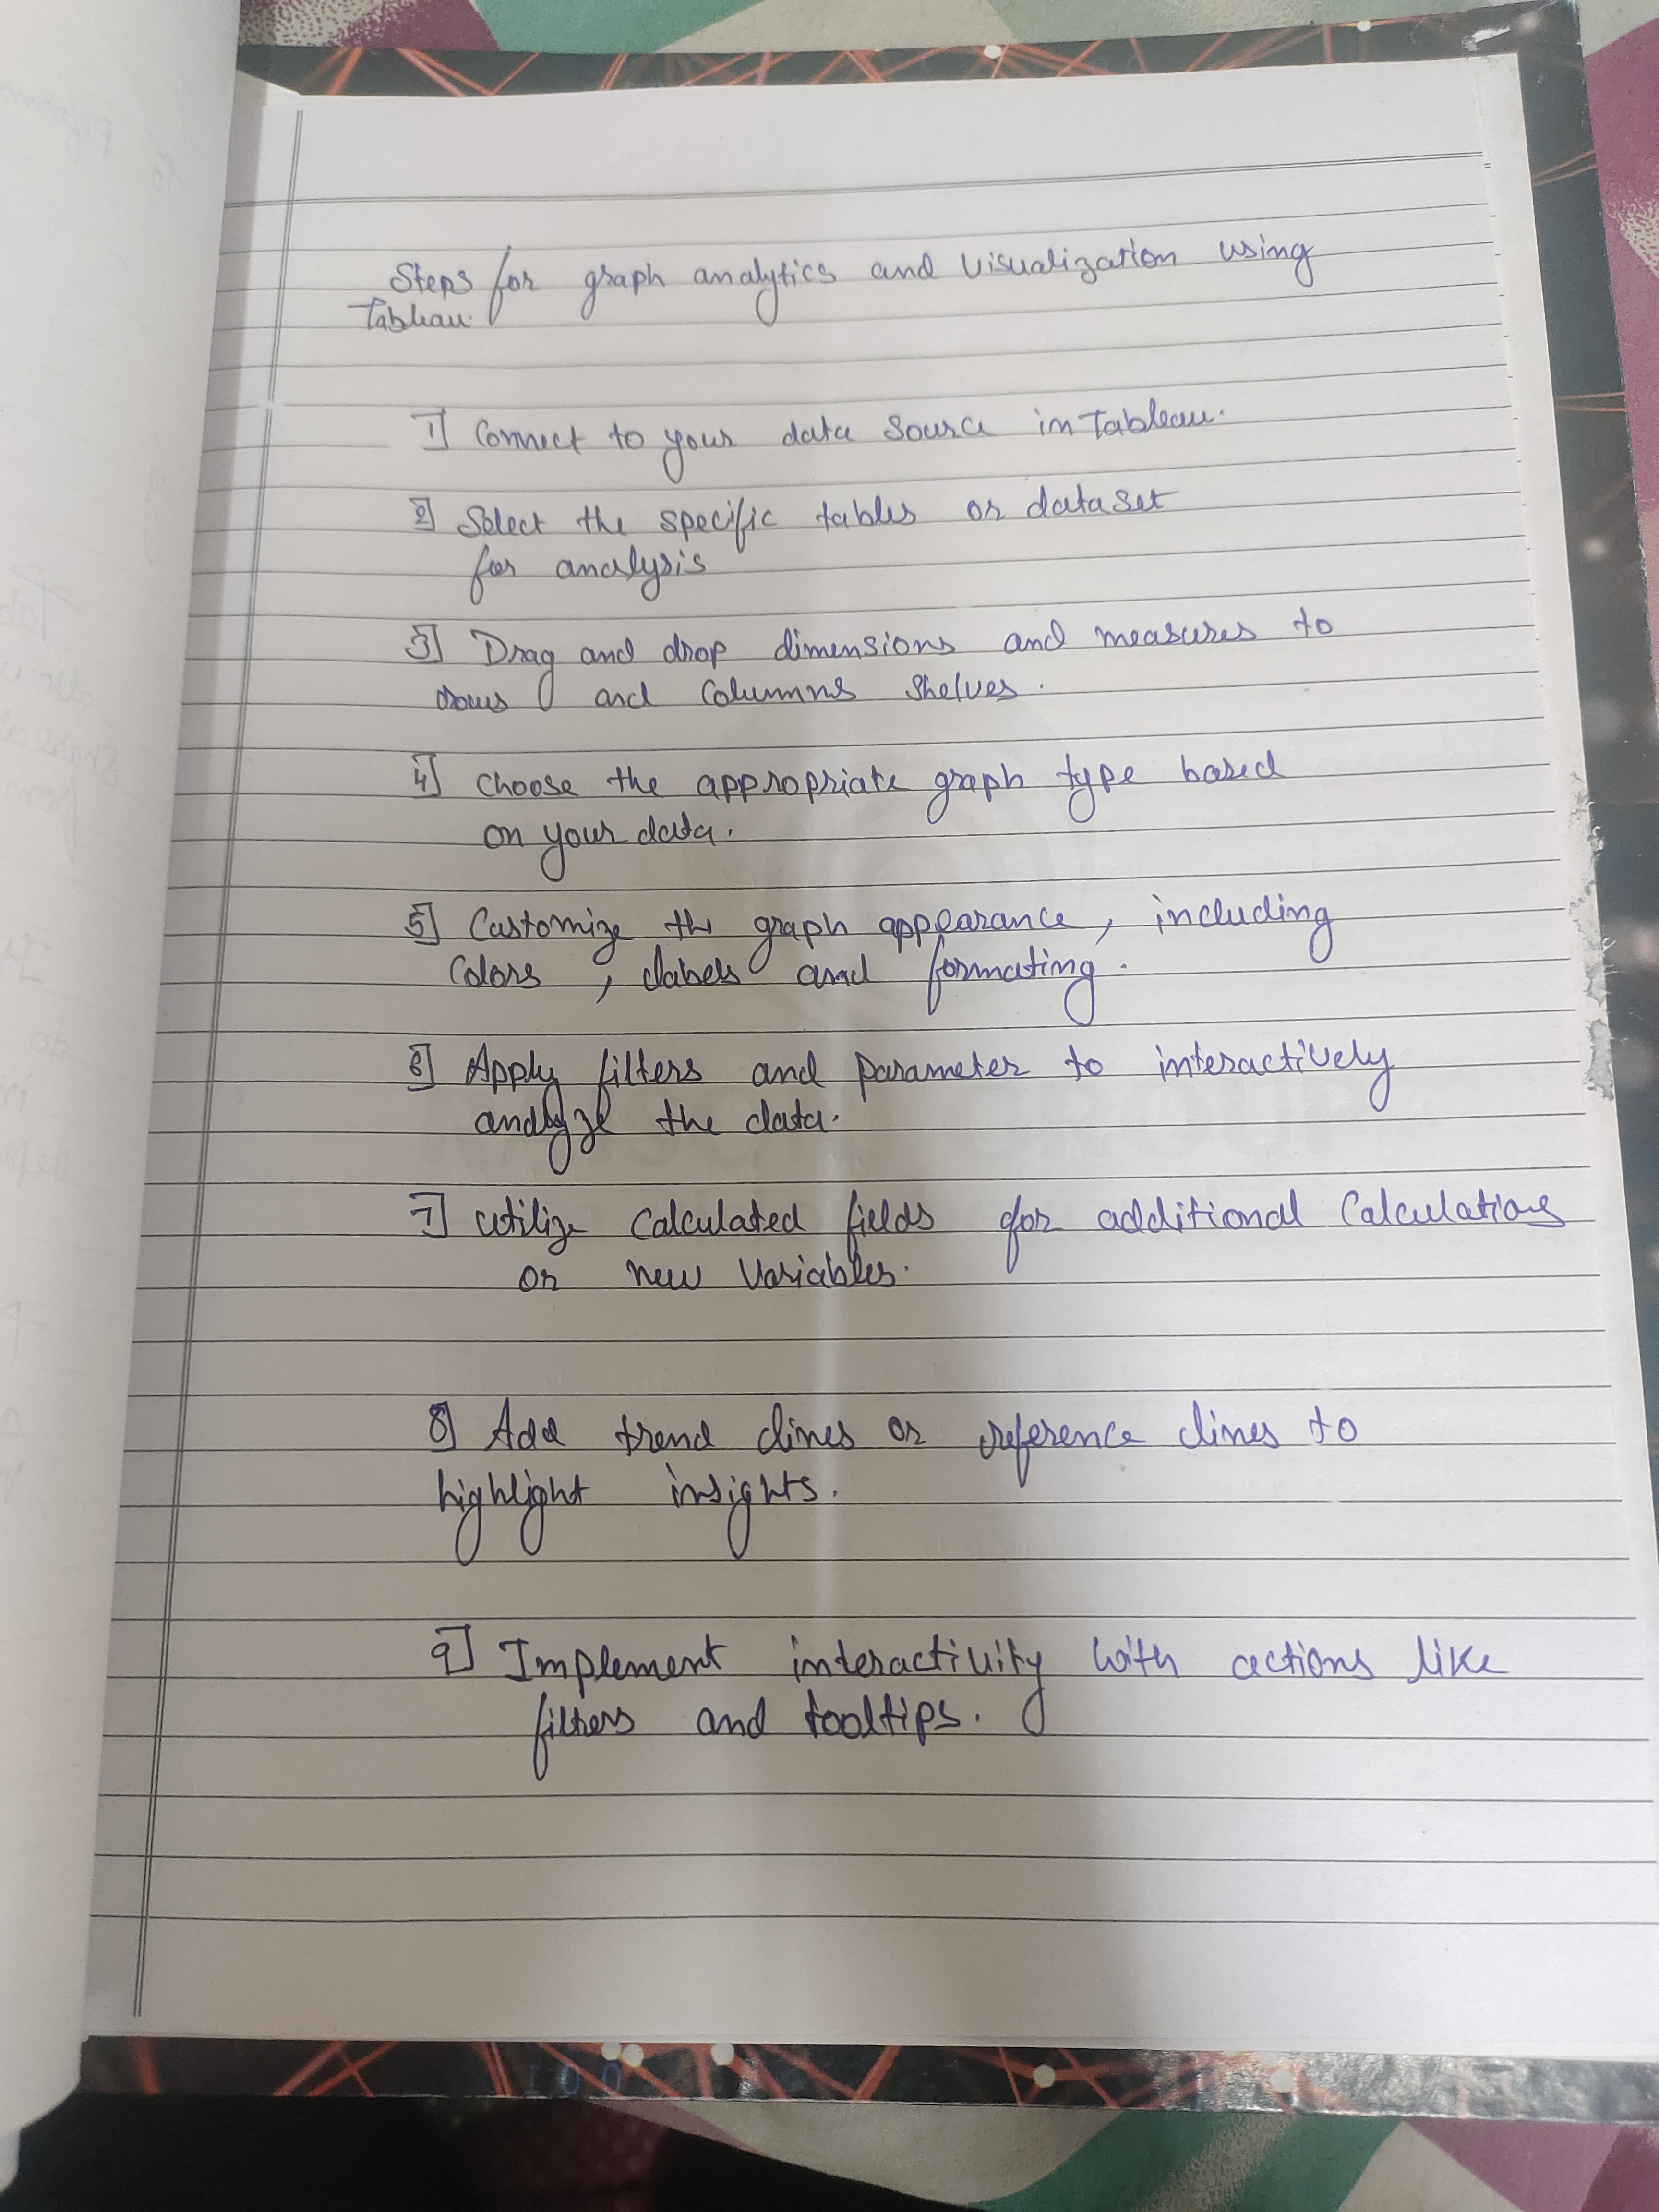 Steps for graph analytics and visualization using
Tableau.
1] Connect to your data source in Tableau.
2] Select the specific tables or dataset
for analysis
3] Drag and drop dimensions and measures to
rows and columns shelves.
4] Choose the appropriate graph type based
on your data.
5] Customize the graph appearance, including
Colors, labels and formating.
6] Apply filters and parameter to interactively
analyze the data.
7] utilize calculated fields for additional Calculations
or new variables.
8] Add trend lines or reference lines to
highlight insights.
9] Implement interactivity with actions like
filters and tooltips.